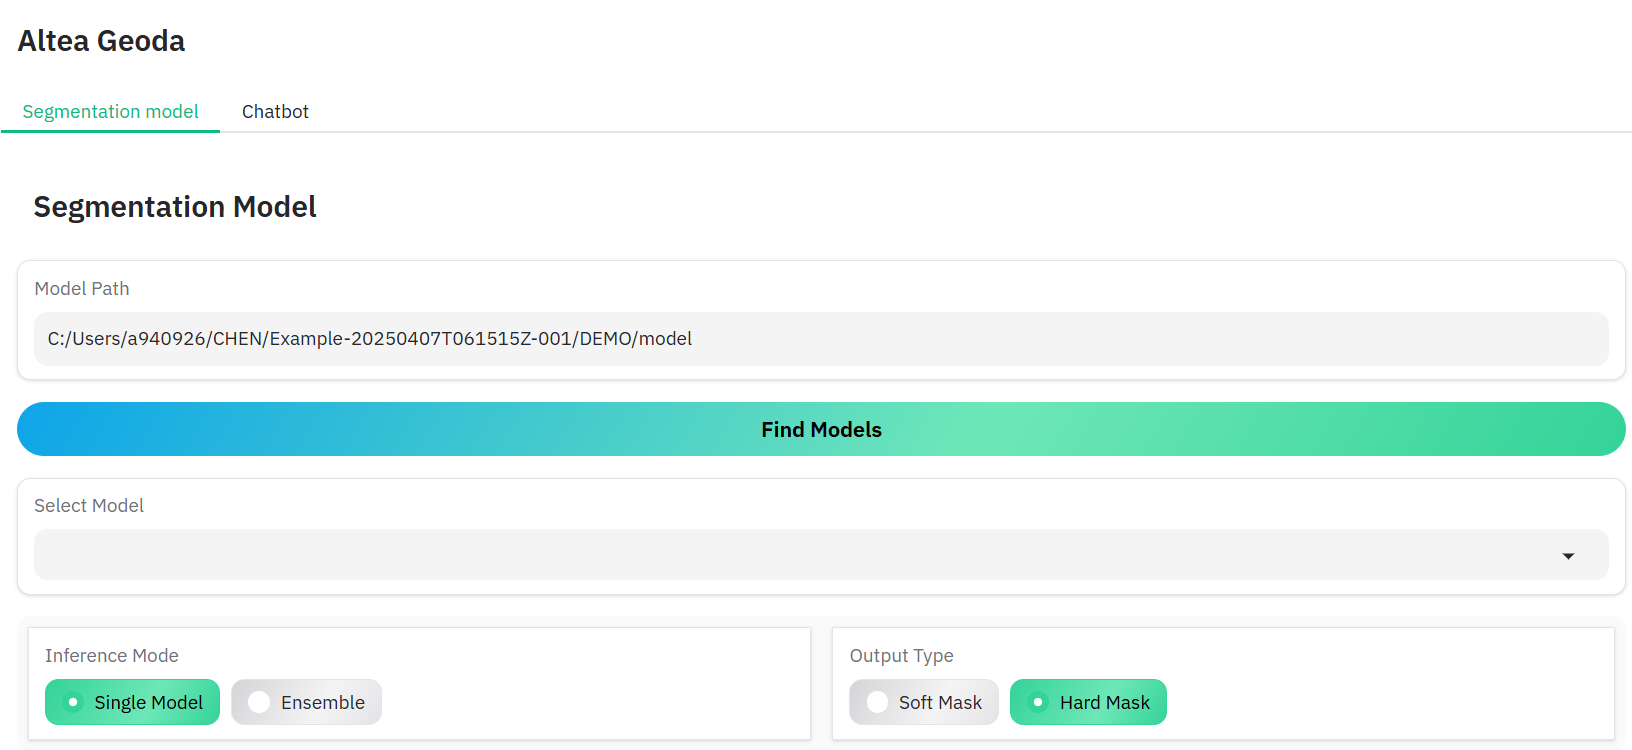 Altea Geoda
Segmentation model Chatbot
Segmentation Model
Model Path
C:/Users/a940926/CHEN/Example-20250407T061515Z-001/DEMO/model
Find Models
Select Model
Inference Mode Output Type
Single Model Ensemble Soft Mask Hard Mask